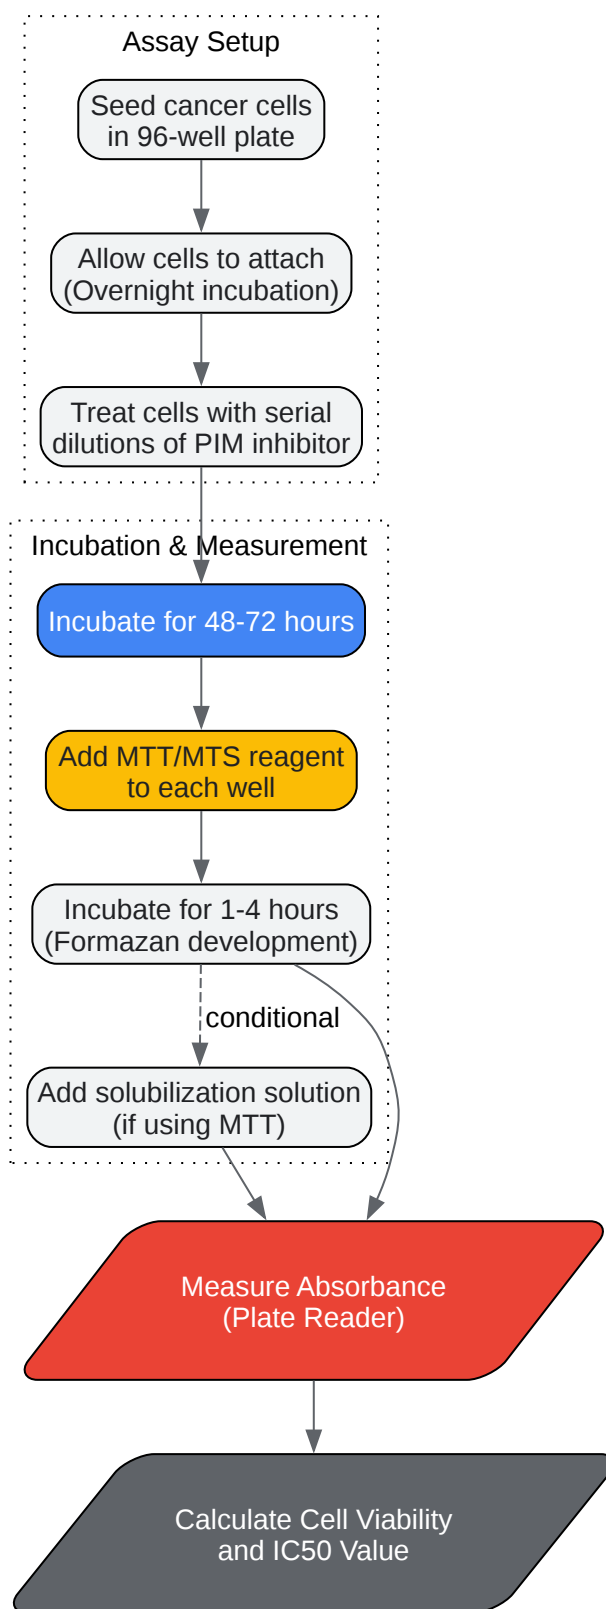 Assay Setup
Seed cancer cells
in 96-well plate
Allow cells to attach
(Overnight incubation)
Treat cells with serial
dilutions of PIM inhibitor
Incubation & Measurement
Incubate for 48-72 hours
Add MTT/MTS reagent
to each well
Incubate for 1-4 hours
(Formazan development)
conditional
Add solubilization solution
(if using MTT)
Measure Absorbance
(Plate Reader)
Calculate Cell Viability
and IC50 Value